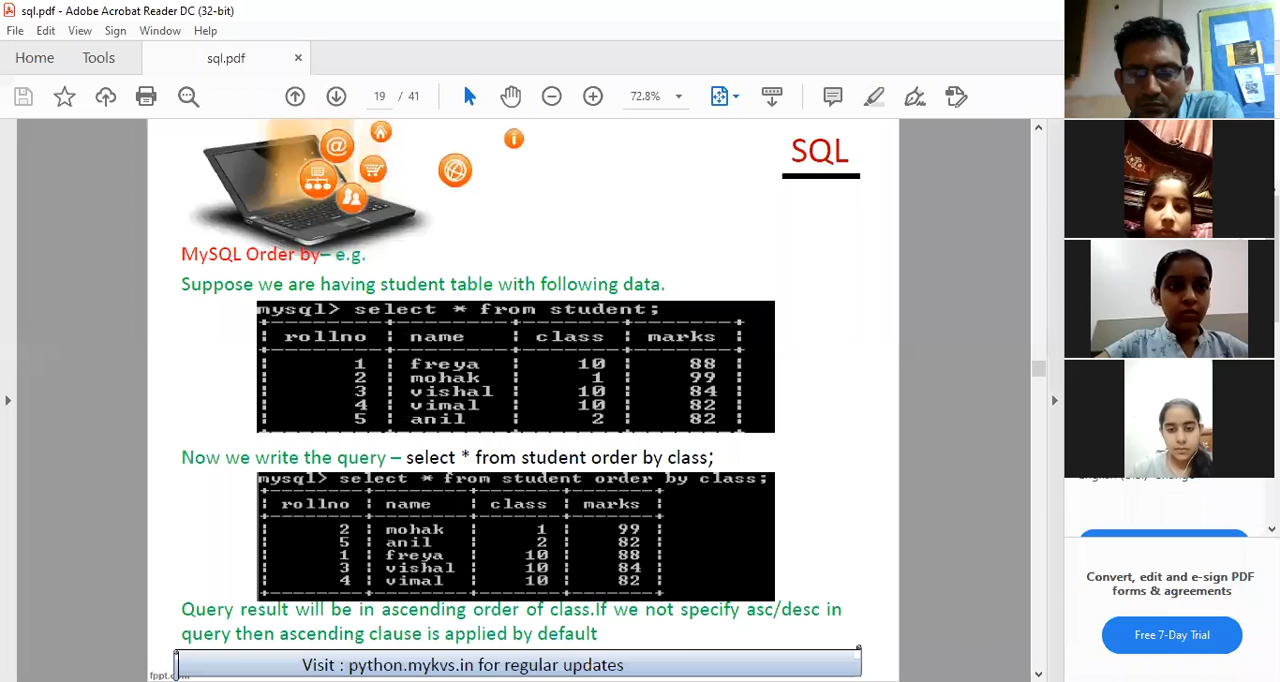 sql.pdf - Adobe Acrobat Reader DC (32-bit)
File Edit View Sign Window Help
Home Tools sql.pdf ×
19 / 41 72.8%
SQL
MySQL Order by– e.g.
Suppose we are having student table with following data.
mysql> select * from student;
rollno name class marks
1 freya 10 88
2 mohak 1 99
3 vishal 10 84
4 vimal 10 82
5 anil 2 82
Now we write the query – select * from student order by class;
mysql> select * from student order by class;
rollno name class marks
2 mohak 1 99
5 anil 2 82
1 freya 10 88
3 vishal 10 84
4 vimal 10 82
Query result will be in ascending order of class.If we not specify asc/desc in
query then ascending clause is applied by default
Visit : python.mykvs.in for regular updates
Convert, edit and e-sign PDF
forms & agreements
Free 7-Day Trial